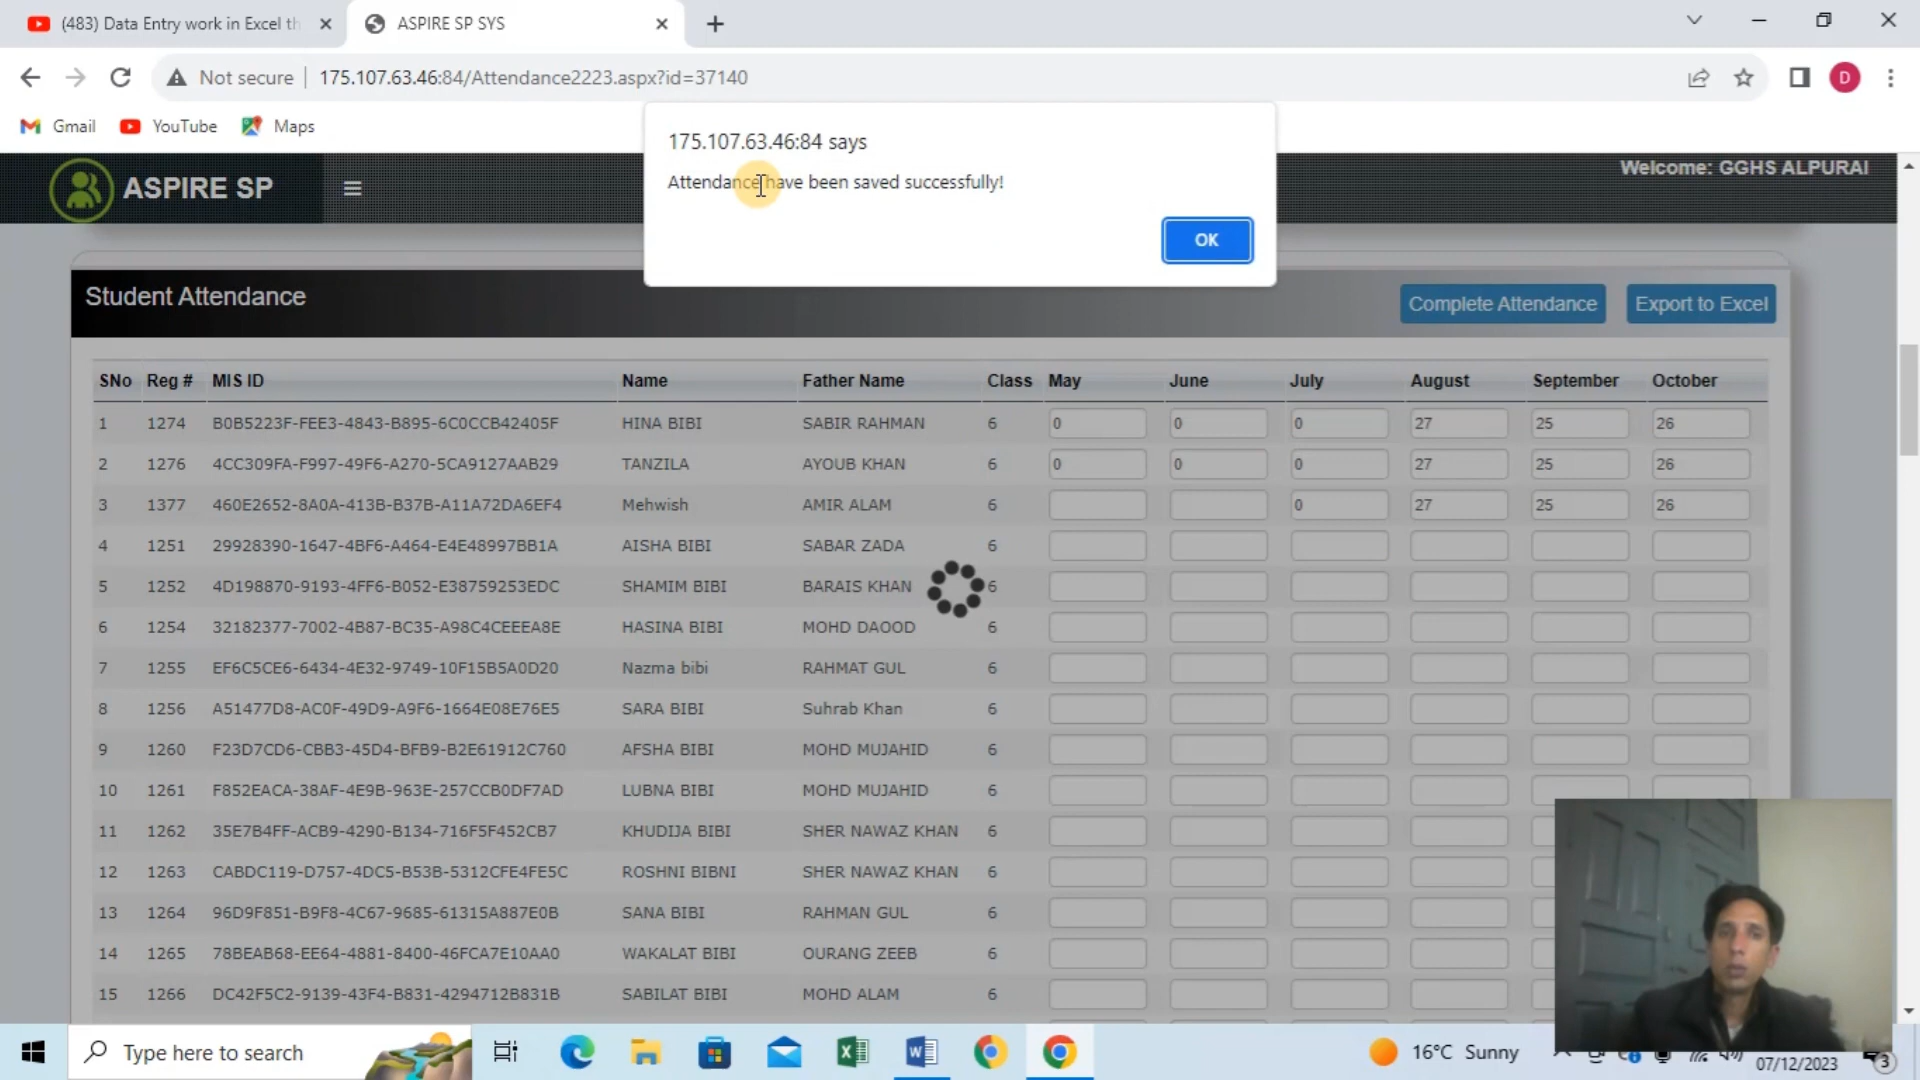 (483) Data Entry work in Excel th
ASPIRE SP SYS
Not secure
175.107.63.46:84/Attendance2223.aspx?id=37140
D
Gmail
YouTube
Maps
175.107.63.46:84 says
Attendance have been saved successfully!
OK
ASPIRE SP
Welcome: GGHS ALPURAI
Student Attendance
Complete Attendance
Export to Excel
SNo Reg # MIS ID Name Father Name Class May June July August September October
1 1274 B0B5223F-FEE3-4843-B895-6C0CCB42405F HINA BIBI SABIR RAHMAN 6 0 0 0 27 25 26
2 1276 4CC309FA-F997-49F6-A270-5CA9127AAB29 TANZILA AYOUB KHAN 6 0 0 0 27 25 26
3 1377 460E2652-8A0A-413B-B37B-A11A72DA6EF4 Mehwish AMIR ALAM 6 0 27 25 26
4 1251 29928390-1647-4BF6-A464-E4E48997BB1A AISHA BIBI SABAR ZADA 6
5 1252 4D198870-9193-4FF6-B052-E38759253EDC SHAMIM BIBI BARAIS KHAN 6
6 1254 32182377-7002-4B87-BC35-A98C4CEEEA8E HASINA BIBI MOHD DAOOD 6
7 1255 EF6C5CE6-6434-4E32-9749-10F15B5A0D20 Nazma bibi RAHMAT GUL 6
8 1256 A51477D8-AC0F-49D9-A9F6-1664E08E76E5 SARA BIBI Suhrab Khan 6
9 1260 F23D7CD6-CBB3-45D4-BFB9-B2E61912C760 AFSHA BIBI MOHD MUJAHID 6
10 1261 F852EACA-38AF-4E9B-963E-257CCB0DF7AD LUBNA BIBI MOHD MUJAHID 6
11 1262 35E7B4FF-ACB9-4290-B134-716F5F452CB7 KHUDIJA BIBI SHER NAWAZ KHAN 6
12 1263 CABDC119-D757-4DC5-B53B-5312CFE4FE5C ROSHNI BIBNI SHER NAWAZ KHAN 6
13 1264 96D9F851-B9F8-4C67-9685-61315A887E0B SANA BIBI RAHMAN GUL 6
14 1265 78BEAB68-EE64-4881-8400-46FCA7E10AA0 WAKALAT BIBI OURANG ZEEB 6
15 1266 DC42F5C2-9139-43F4-B831-4294712B831B SABILAT BIBI MOHD ALAM 6
Type here to search
16°C Sunny
07/12/2023
3